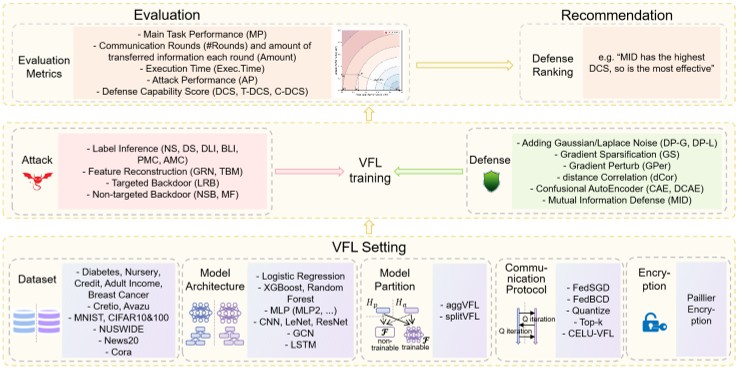 Evaluation
Evaluation
Metrics
- Main Task Performance (MP)
- Communication Rounds (#Rounds) and amount of
transferred information each round (Amount)
- Execution Time (Exec.Time)
- Attack Performance (AP)
- Defense Capability Score (DCS, T-DCS, C-DCS)
Recommendation
Defense
Ranking
e.g. “MID has the highest
DCS, so is the most effective”
Attack
- Label Inference (NS, DS, DLI, BLI,
PMC, AMC)
- Feature Reconstruction (GRN, TBM)
- Targeted Backdoor (LRB)
- Non-targeted Backdoor (NSB, MF)
VFL
training
Defense
- Adding Gaussian/Laplace Noise (DP-G, DP-L)
- Gradient Sparsification (GS)
- Gradient Perturb (GPer)
- distance Correlation (dCor)
- Confusional AutoEncoder (CAE, DCAE)
- Mutual Information Defense (MID)
VFL Setting
Dataset
- Diabetes, Nursery,
Credit, Adult Income,
Breast Cancer
- Cretio, Avazu
- MNIST, CIFAR10&100
- NUSWIDE
- News20
- Cora
Model
Architecture
- Logistic Regression
- XGBoost, Random
Forest
- MLP (MLP2, ...)
- CNN, LeNet, ResNet
- GCN
- LSTM
Model
Partition
F
non-
trainable
F
trainable
- aggVFL
- splitVFL
Commu-
nication
Protocol
Q iteration
Q iteration
- FedSGD
- FedBCD
- Quantize
- Top-k
- CELU-VFL
Encry-
ption
Paillier
Encry-
ption